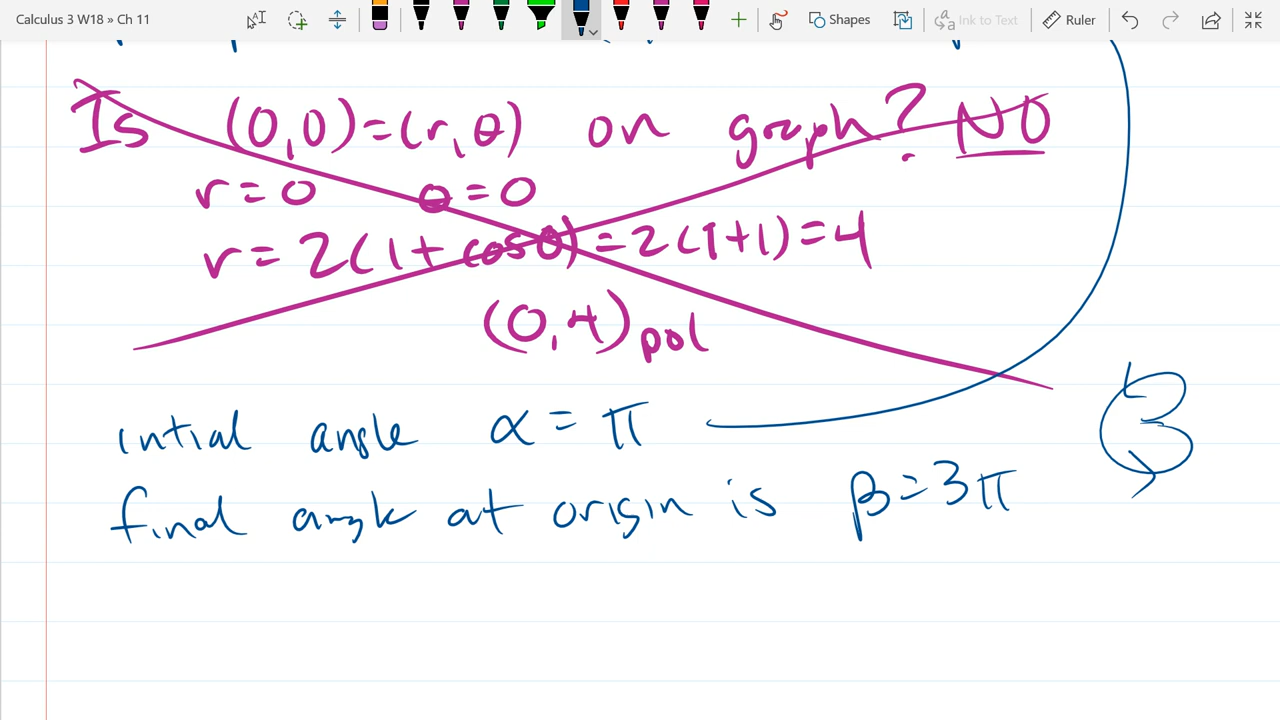 Calculus 3 W18 » Ch 11
Shapes
Ink to Text
Ruler
Is (0,0)=(r,θ) on graph? NO
r=0 θ=0
r=2(1+cosθ)=2(1+1)=4
(0,4)pol
intial angle α=π
final angle at origin is β=3π